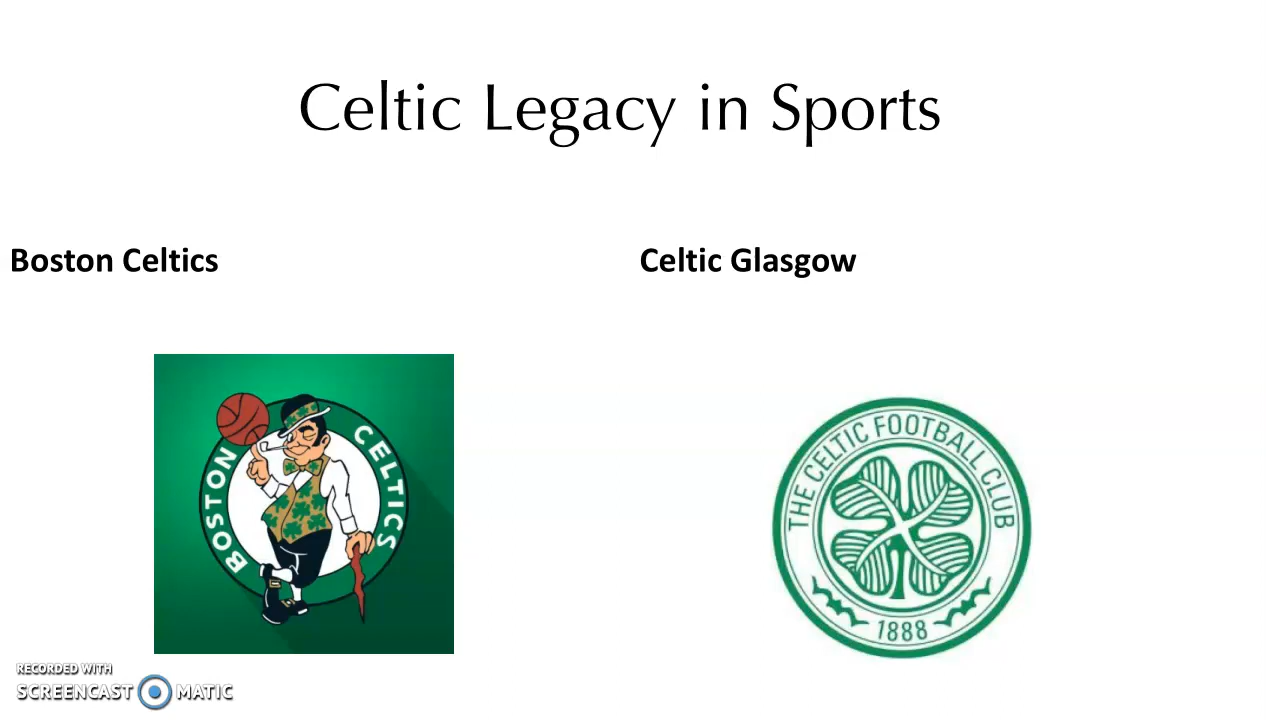 Celtic Legacy in Sports
Boston Celtics
Celtic Glasgow
BOSTON CELTICS
THE CELTIC FOOTBALL CLUB
1888
RECORDED WITH
SCREENCAST MATIC